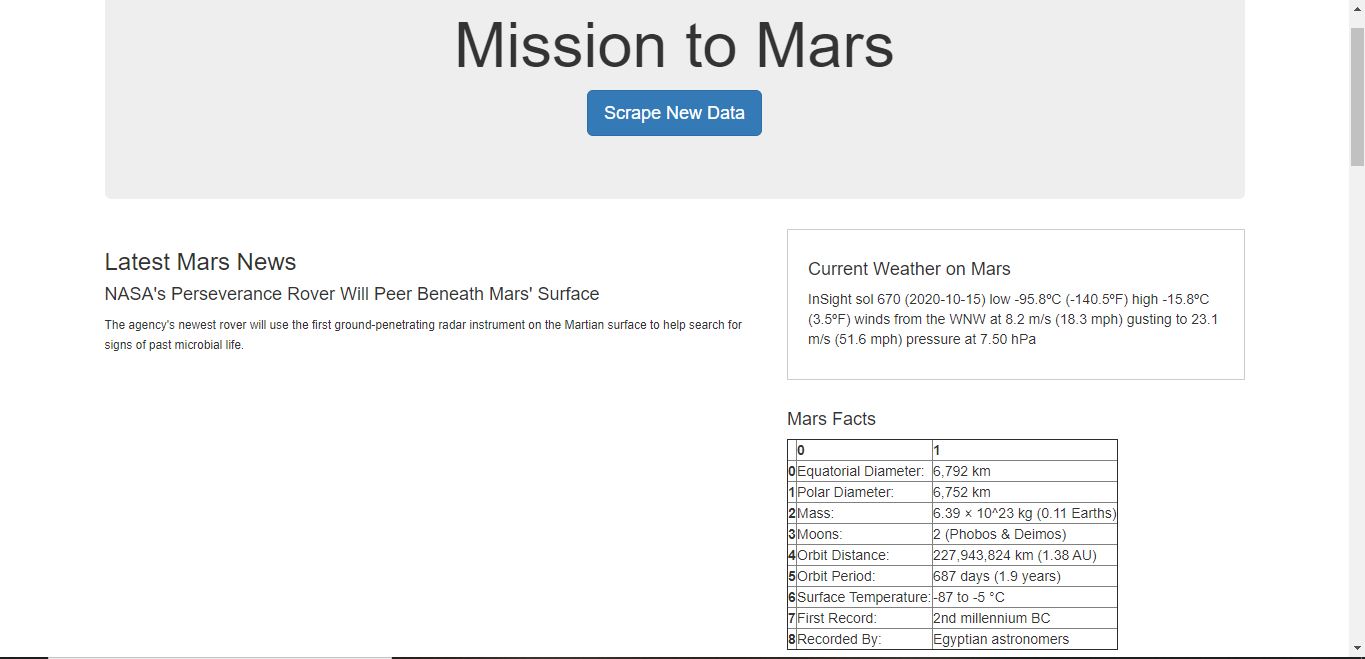 Mission to Mars
Scrape New Data
Latest Mars News
NASA's Perseverance Rover Will Peer Beneath Mars' Surface
The agency's newest rover will use the first ground-penetrating radar instrument on the Martian surface to help search for
signs of past microbial life.
Current Weather on Mars
InSight sol 670 (2020-10-15) low -95.8ºC (-140.5ºF) high -15.8ºC
(3.5ºF) winds from the WNW at 8.2 m/s (18.3 mph) gusting to 23.1
m/s (51.6 mph) pressure at 7.50 hPa
Mars Facts
0 1
0 Equatorial Diameter: 6,792 km
1 Polar Diameter: 6,752 km
2 Mass: 6.39 × 10^23 kg (0.11 Earths)
3 Moons: 2 (Phobos & Deimos)
4 Orbit Distance: 227,943,824 km (1.38 AU)
5 Orbit Period: 687 days (1.9 years)
6 Surface Temperature: -87 to -5 °C
7 First Record: 2nd millennium BC
8 Recorded By: Egyptian astronomers